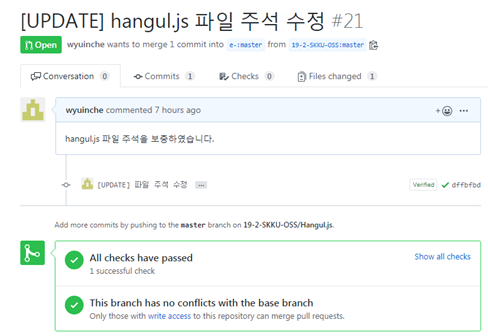 [UPDATE] hangul.js 파일 주석 수정 #21
Open wyuinche wants to merge 1 commit into e-:master from 19-2-SKKU-OSS:master
Conversation 0 Commits 1 Checks 0 Files changed 1
wyuinche commented 7 hours ago
hangul.js 파일 주석을 보충하였습니다.
[UPDATE] 파일 주석 수정 ... Verified dffbfbd
Add more commits by pushing to the master branch on 19-2-SKKU-OSS/Hangul.js.
All checks have passed Show all checks
1 successful check
This branch has no conflicts with the base branch
Only those with write access to this repository can merge pull requests.